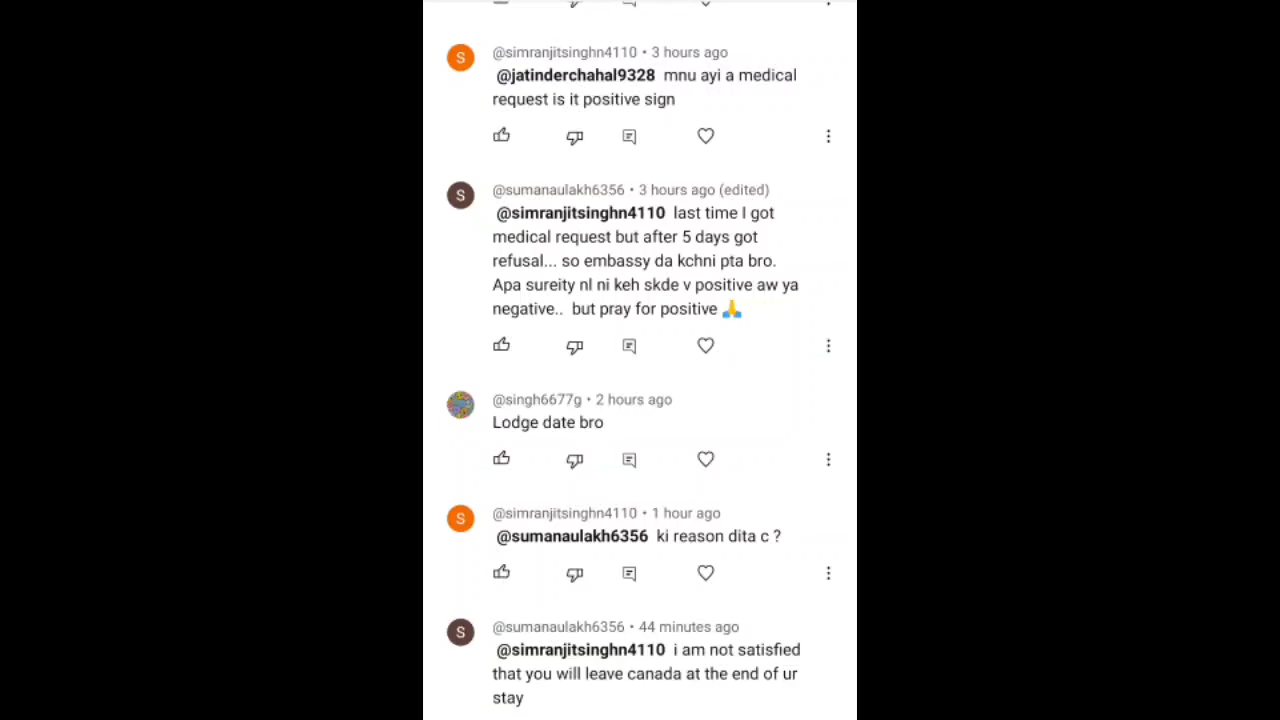 @simranjitsinghn4110 • 3 hours ago
@jatinderchahal9328 mnu ayi a medical
request is it positive sign
@sumanaulakh6356 • 3 hours ago (edited)
@simranjitsinghn4110 last time I got
medical request but after 5 days got
refusal... so embassy da kchni pta bro.
Apa sureity nl ni keh skde v positive aw ya
negative.. but pray for positive 🙏
@singh6677g • 2 hours ago
Lodge date bro
@simranjitsinghn4110 • 1 hour ago
@sumanaulakh6356 ki reason dita c ?
@sumanaulakh6356 • 44 minutes ago
@simranjitsinghn4110 i am not satisfied
that you will leave canada at the end of ur
stay